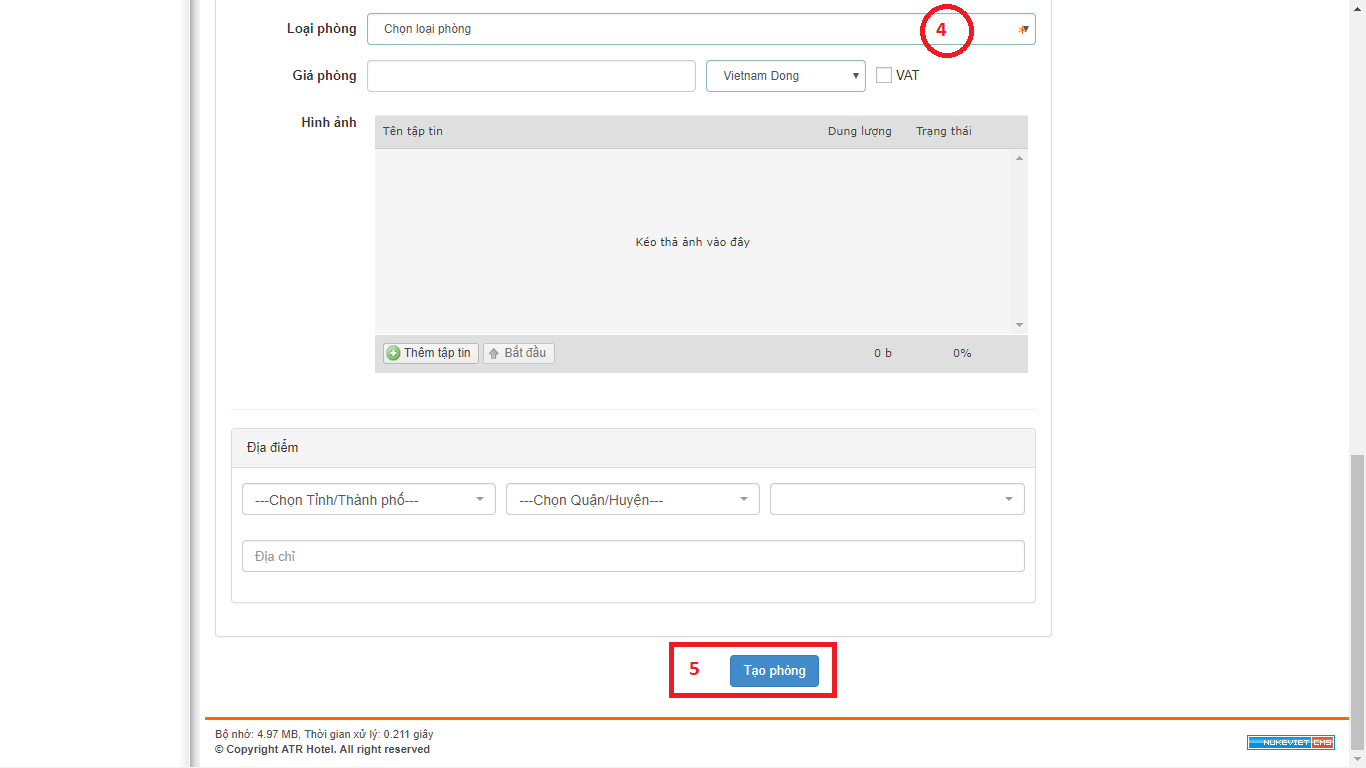 Loại phòng Chọn loại phòng 4 *
Giá phòng Vietnam Dong VAT
Hình ảnh
Tên tập tin Dung lượng Trạng thái
Kéo thả ảnh vào đây
Thêm tập tin Bắt đầu 0 b 0%
Địa điểm
---Chọn Tỉnh/Thành phố--- ---Chọn Quận/Huyện---
Địa chỉ
5 Tạo phòng
Bộ nhớ: 4.97 MB, Thời gian xử lý: 0.211 giây
© Copyright ATR Hotel. All right reserved
NUKEVIET CMS